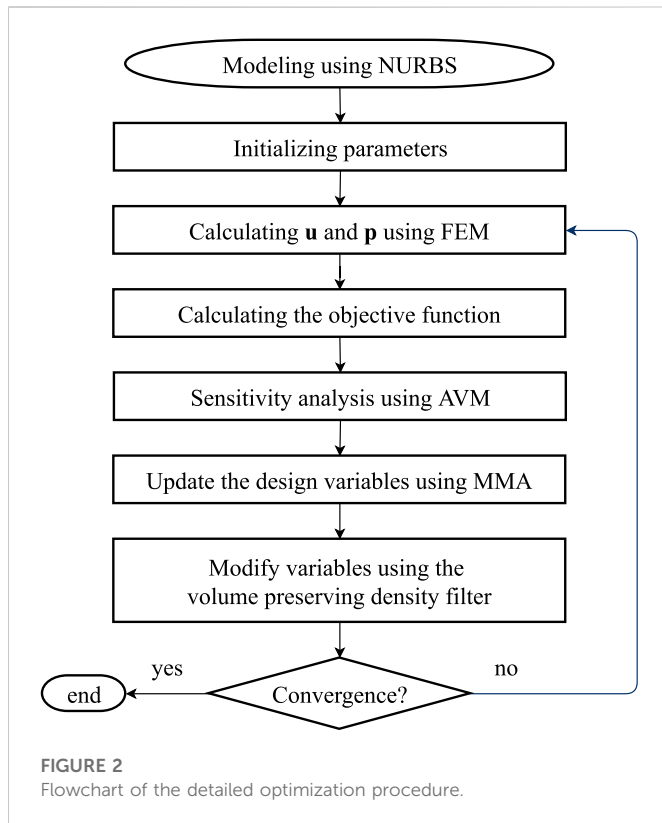 Modeling using NURBS
Initializing parameters
Calculating u and p using FEM
Calculating the objective function
Sensitivity analysis using AVM
Update the design variables using MMA
Modify variables using the
volume preserving density filter
yes
no
end
Convergence?
FIGURE 2
Flowchart of the detailed optimization procedure.